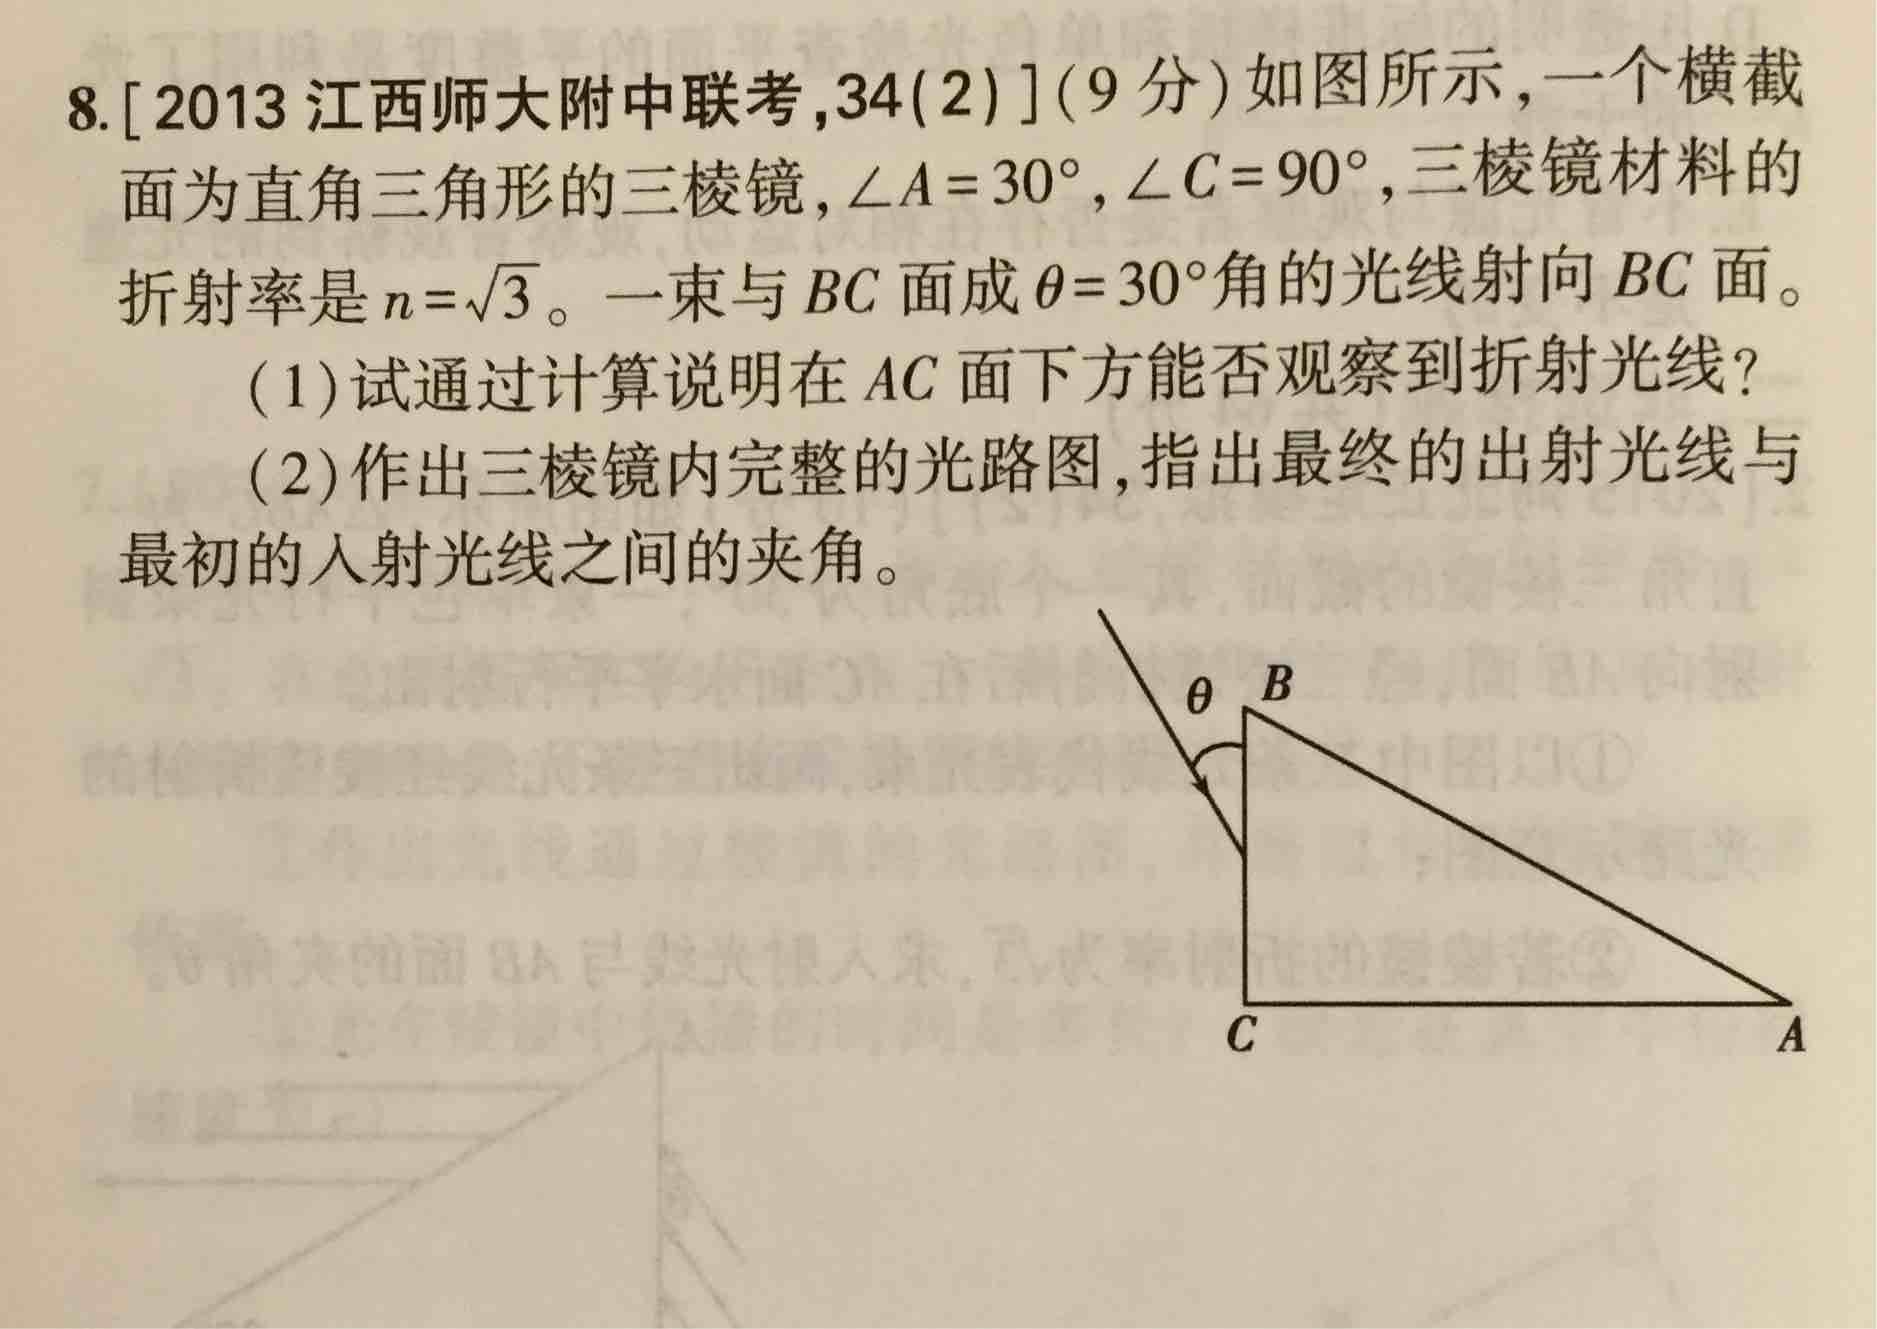 8.[2013 江西师大附中联考,34(2)](9 分)如图所示,一个横截
面为直角三角形的三棱镜,∠A=30°,∠C=90°,三棱镜材料的
折射率是 n=√3。一束与 BC 面成 θ=30°角的光线射向 BC 面。
(1)试通过计算说明在 AC 面下方能否观察到折射光线?
(2)作出三棱镜内完整的光路图,指出最终的出射光线与
最初的入射光线之间的夹角。
θ B
C A